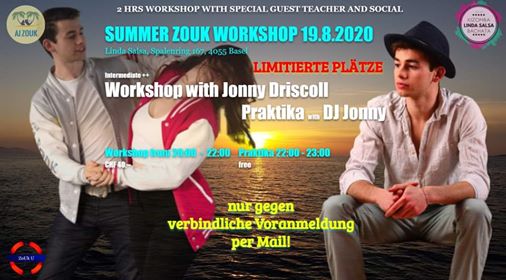 2 HRS WORKSHOP WITH SPECIAL GUEST TEACHER AND SOCIAL
AJ ZOUK
SUMMER ZOUK WORKSHOP 19.8.2020
KIZOMBA
LINDA SALSA
BACHATA
Linda Salsa, Spalenring 167, 4055 Basel
LIMITIERTE PLÄTZE
Intermediate ++
Workshop with Jonny Driscoll
Praktika with DJ Jonny
Workshop from 20:00 - 22:00 Praktika 22:00 - 23:00
CHF 40.- free
nur gegen
verbindliche Voranmeldung
per Mail!
ZoUk U